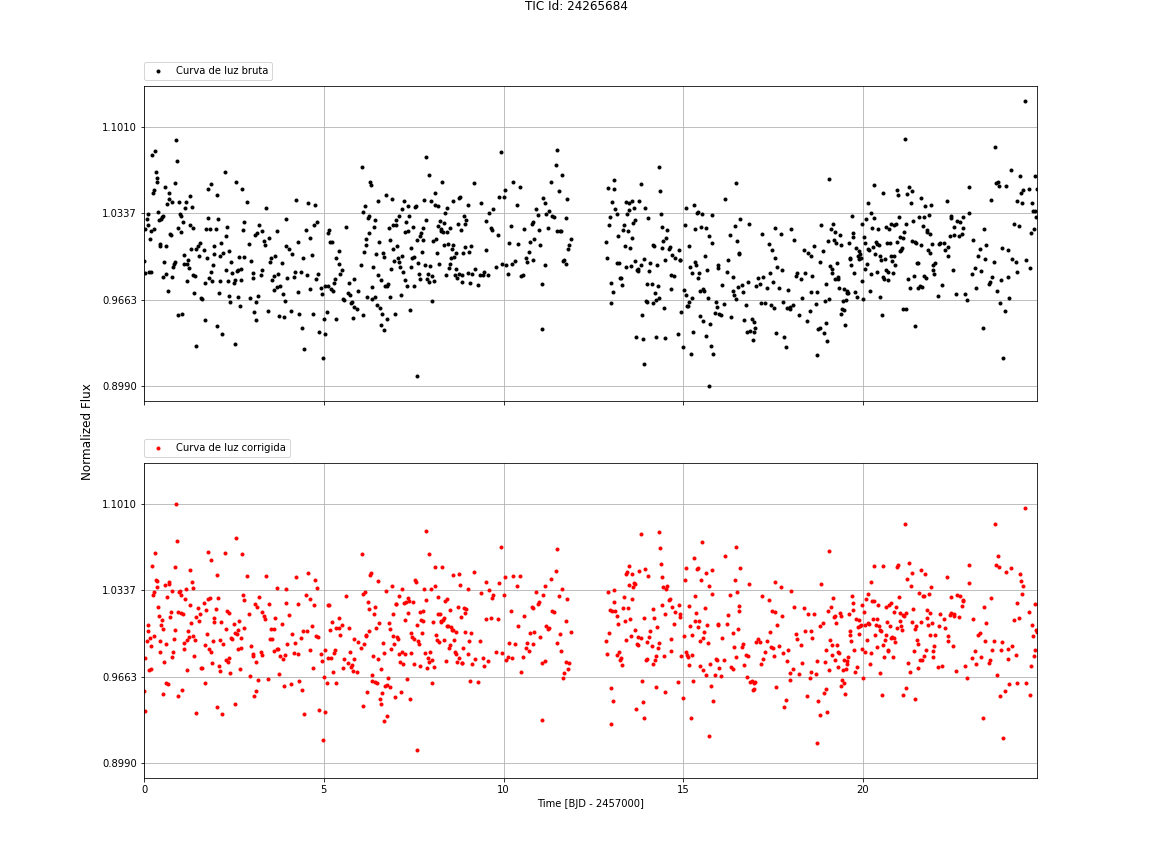 TIC Id: 24265684
Curva de luz bruta
1.1010
1.0337
0.9663
0.8990
Normalized Flux
Curva de luz corrigida
1.1010
1.0337
0.9663
0.8990
0 5 10 15 20
Time [BJD - 2457000]